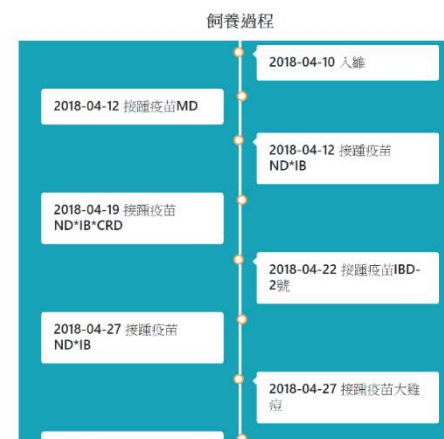 飼養過程
2018-04-10 入雛
2018-04-12 接踵疫苗MD
2018-04-12 接踵疫苗
ND*IB
2018-04-19 接踵疫苗
ND*IB*CRD
2018-04-22 接踵疫苗IBD-
2號
2018-04-27 接踵疫苗
ND*IB
2018-04-27 接踵疫苗大雞
痘